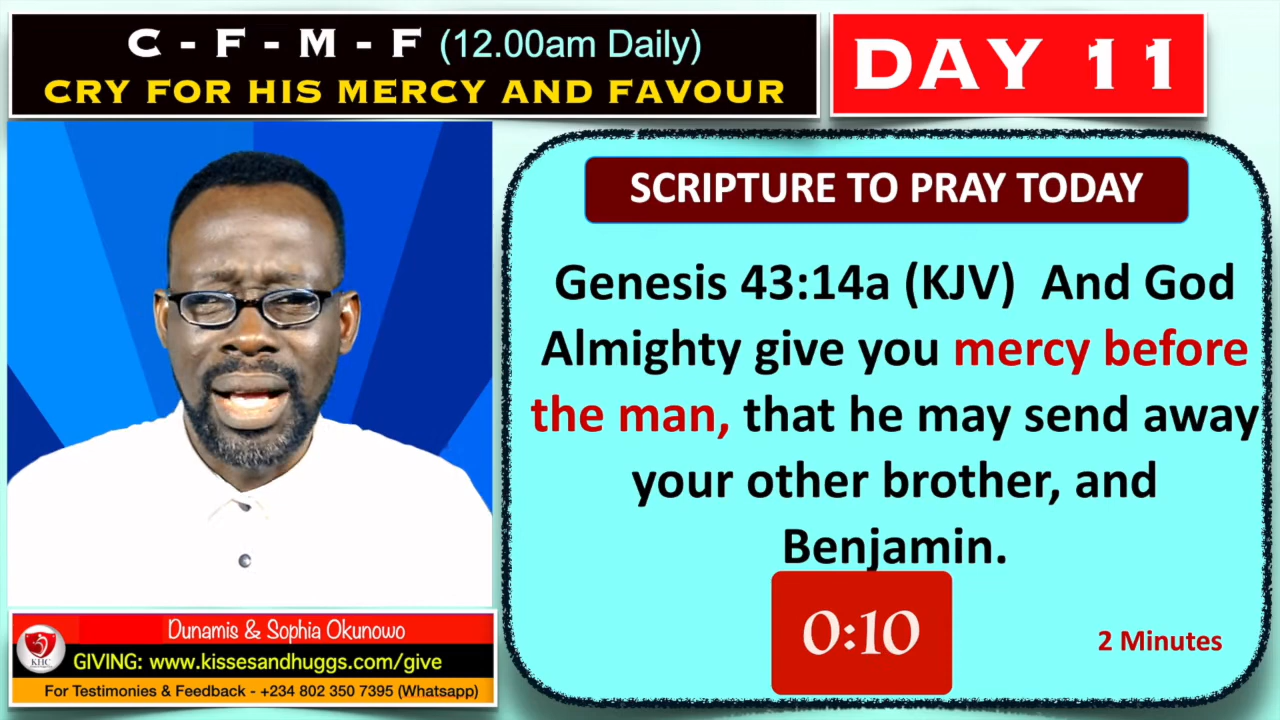 C - F - M - F (12.00am Daily)
CRY FOR HIS MERCY AND FAVOUR
DAY 11
SCRIPTURE TO PRAY TODAY
Genesis 43:14a (KJV) And God
Almighty give you mercy before
the man, that he may send away
your other brother, and
Benjamin.
0:10
2 Minutes
Dunamis & Sophia Okunowo
KHC
GIVING: www.kissesandhuggs.com/give
For Testimonies & Feedback - +234 802 350 7395 (Whatsapp)